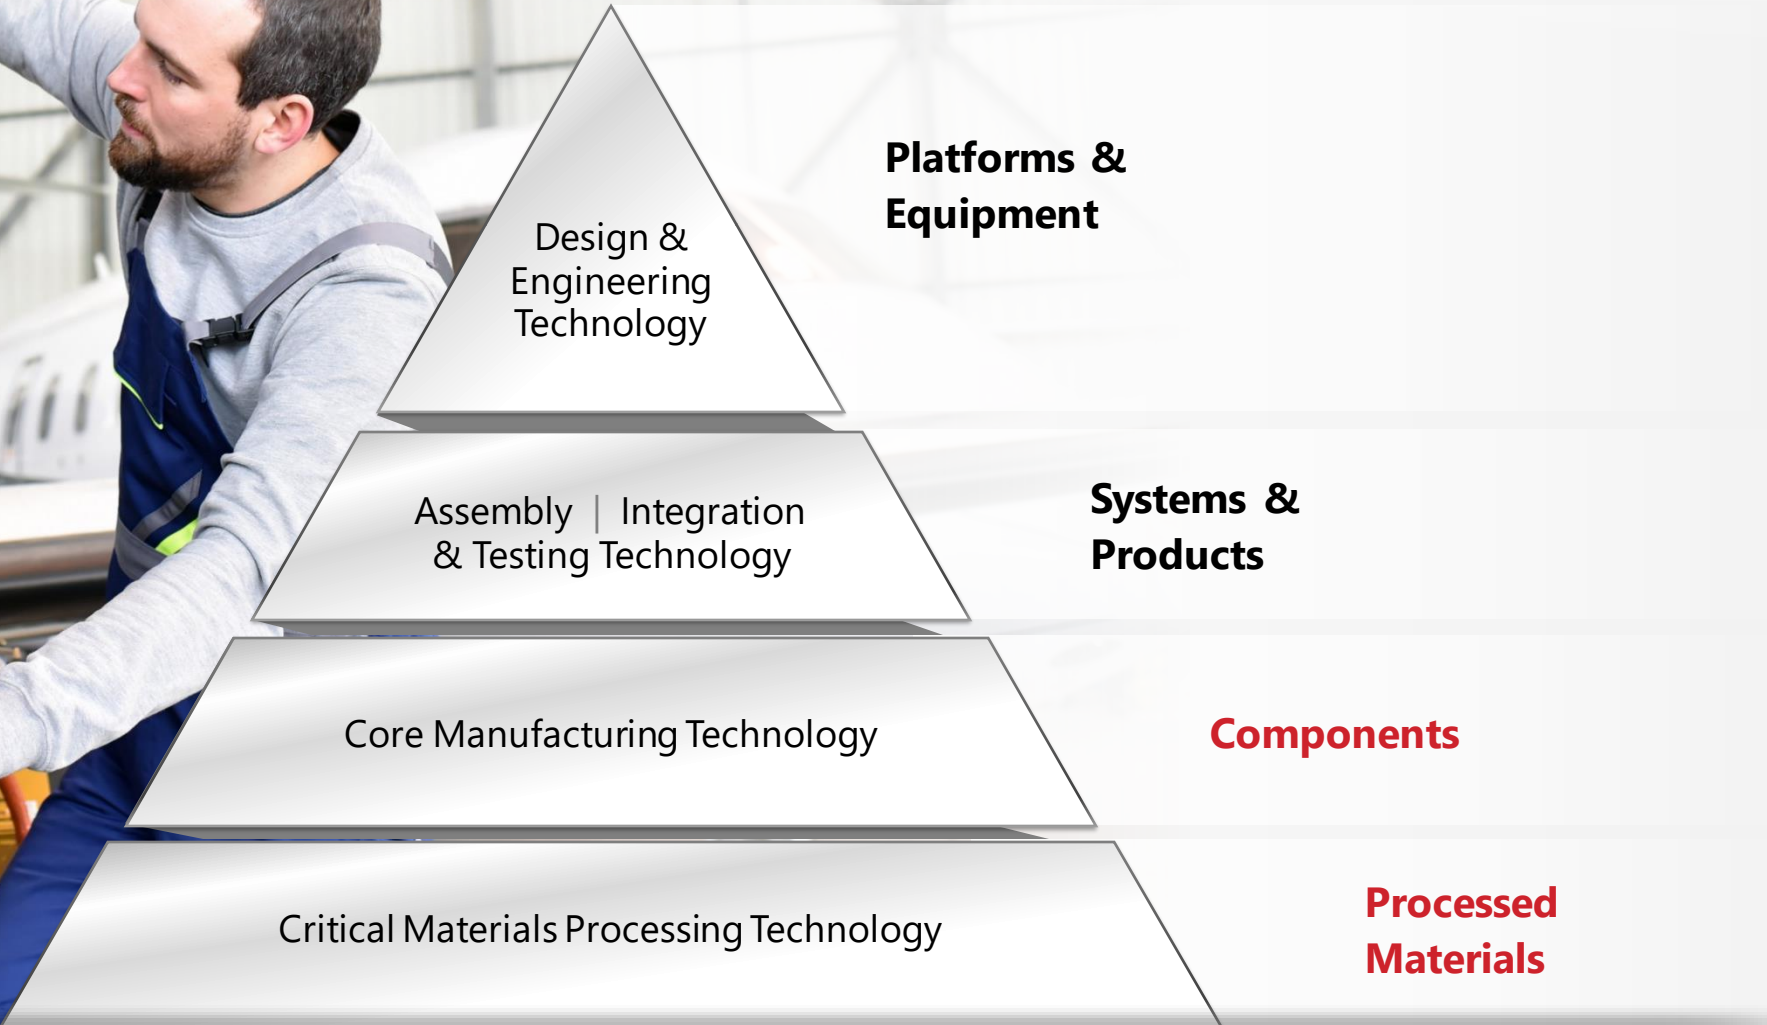 Platforms &
Equipment
Design &
Engineering
Technology
Systems &
Products
Assembly | Integration
& Testing Technology
Components
Core Manufacturing Technology
Processed
Materials
Critical Materials Processing Technology